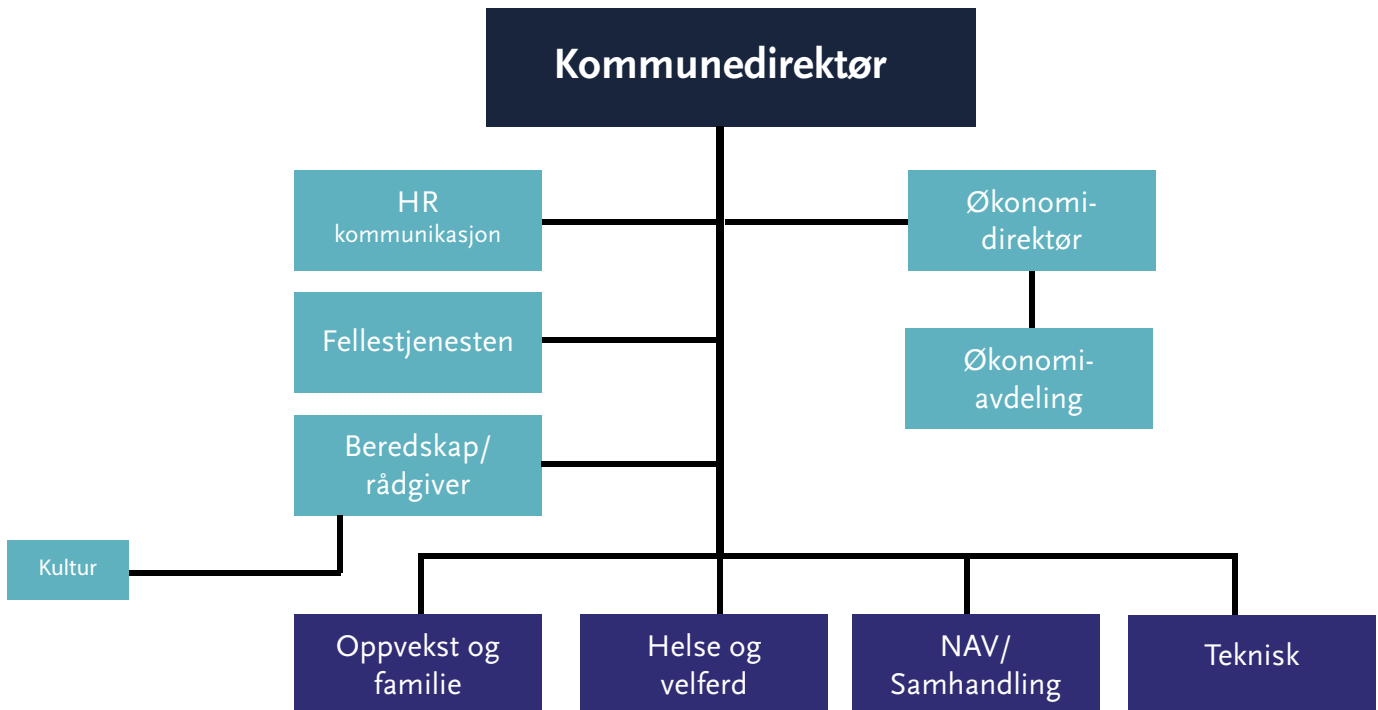 Kommunedirektør
HR
kommunikasjon
Økonomi-
direktør
Fellestjenesten
Økonomi-
avdeling
Beredskap/
rådgiver
Kultur
Oppvekst og
familie
Helse og
velferd
NAV/
Samhandling
Teknisk